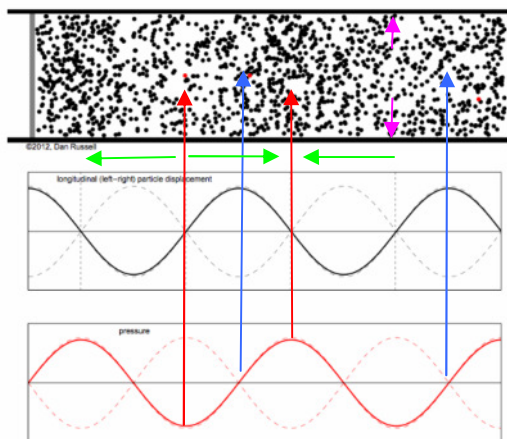 ©2012, Dan Russell
longitudinal (left-right) particle displacement
pressure